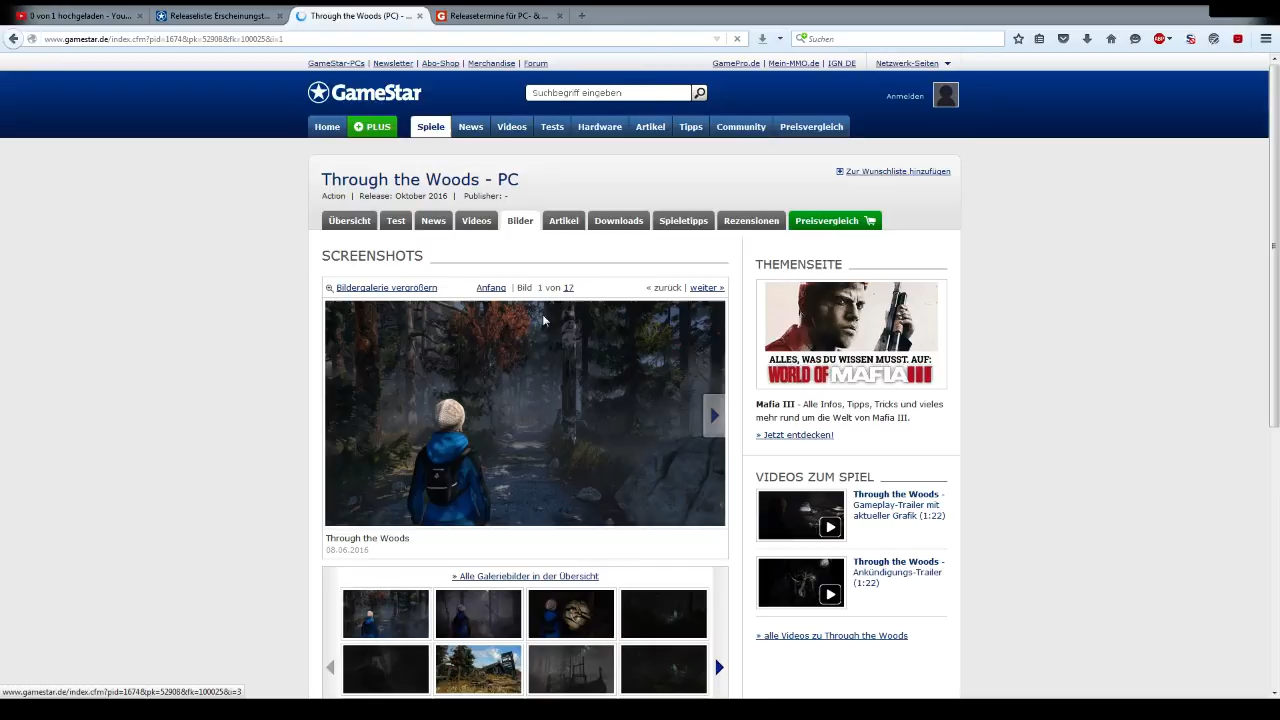 0 von 1 hochgeladen - You...
Releaseliste: Erscheinungst...
Through the Woods (PC) - ...
Releasetermine für PC- & ...
www.gamestar.de/index.cfm?pid=1674&pk=52908&fk=100025&i=1
Suchen
ABP
GameStar-PCs | Newsletter | Abo-Shop | Merchandise | Forum
GamePro.de | Mein-MMO.de | IGN DE
Netzwerk-Seiten
GameStar
Suchbegriff eingeben
Anmelden
Home
PLUS
Spiele
News
Videos
Tests
Hardware
Artikel
Tipps
Community
Preisvergleich
Through the Woods - PC
Zur Wunschliste hinzufügen
Action | Release: Oktober 2016 | Publisher: -
Übersicht
Test
News
Videos
Bilder
Artikel
Downloads
Spieletipps
Rezensionen
Preisvergleich
SCREENSHOTS
Bildergalerie vergrößern
Anfang | Bild 1 von 17
« zurück | weiter »
Through the Woods
08.06.2016
» Alle Galeriebilder in der Übersicht
THEMENSEITE
ALLES, WAS DU WISSEN MUSST. AUF:
WORLD OF MAFIA III
Mafia III - Alle Infos, Tipps, Tricks und vieles
mehr rund um die Welt von Mafia III.
» Jetzt entdecken!
VIDEOS ZUM SPIEL
Through the Woods -
Gameplay-Trailer mit
aktueller Grafik (1:22)
Through the Woods -
Ankündigungs-Trailer
(1:22)
» alle Videos zu Through the Woods
www.gamestar.de/index.cfm?pid=1674&pk=52908&fk=100025&i=3